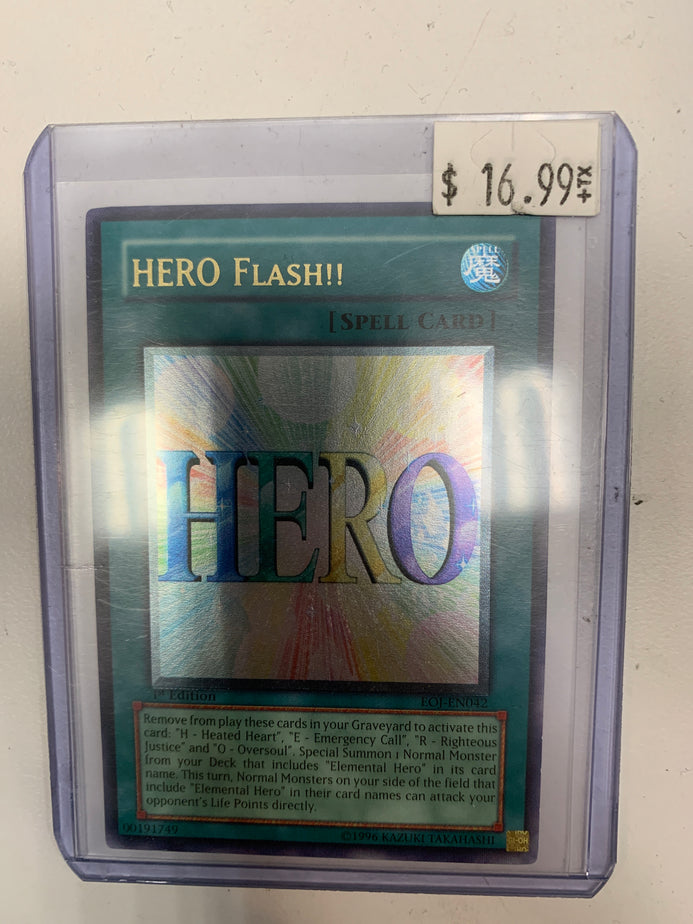 $ 16.99 +TX
HERO FLASH!!
SPELL
魔
[SPELL CARD]
HERO
1st Edition
EOJ-EN042
Remove from play these cards in your Graveyard to activate this
card: "H - Heated Heart", "E - Emergency Call", "R - Righteous
Justice" and "O - Oversoul". Special Summon 1 Normal Monster
from your Deck that includes "Elemental Hero" in its card
name. This turn, Normal Monsters on your side of the field that
include "Elemental Hero" in their card names can attack your
opponent's Life Points directly.
00191749
©1996 KAZUKI TAKAHASHI